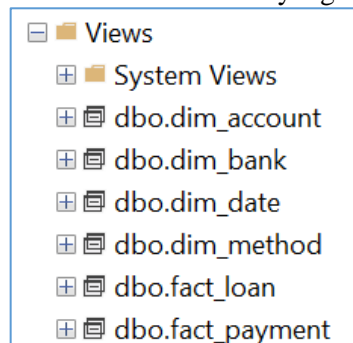 Views
System Views
dbo.dim_account
dbo.dim_bank
dbo.dim_date
dbo.dim_method
dbo.fact_loan
dbo.fact_payment